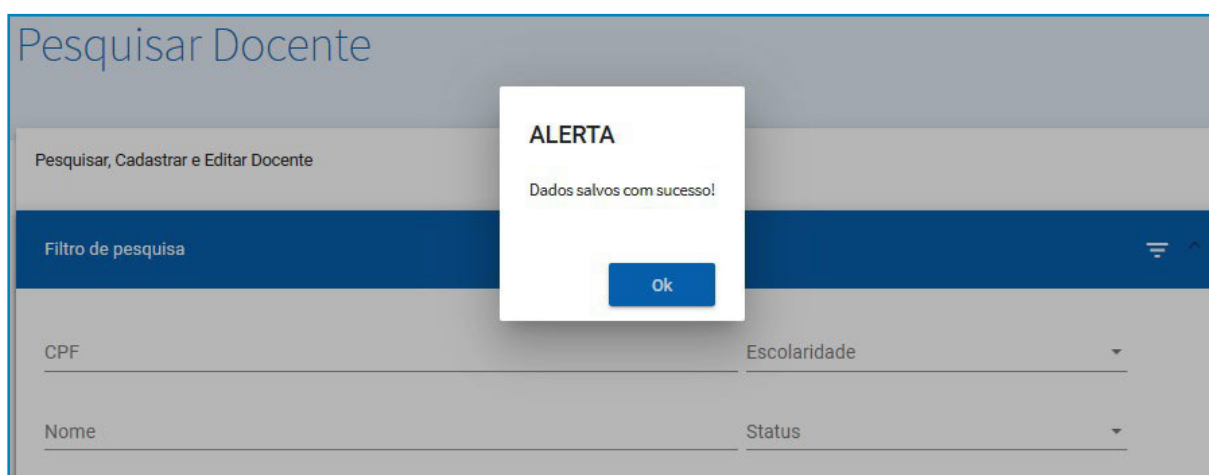 Pesquisar Docente
ALERTA
Pesquisar, Cadastrar e Editar Docente
Dados salvos com sucesso!
Filtro de pesquisa
Ok
CPF
Escolaridade
Nome
Status